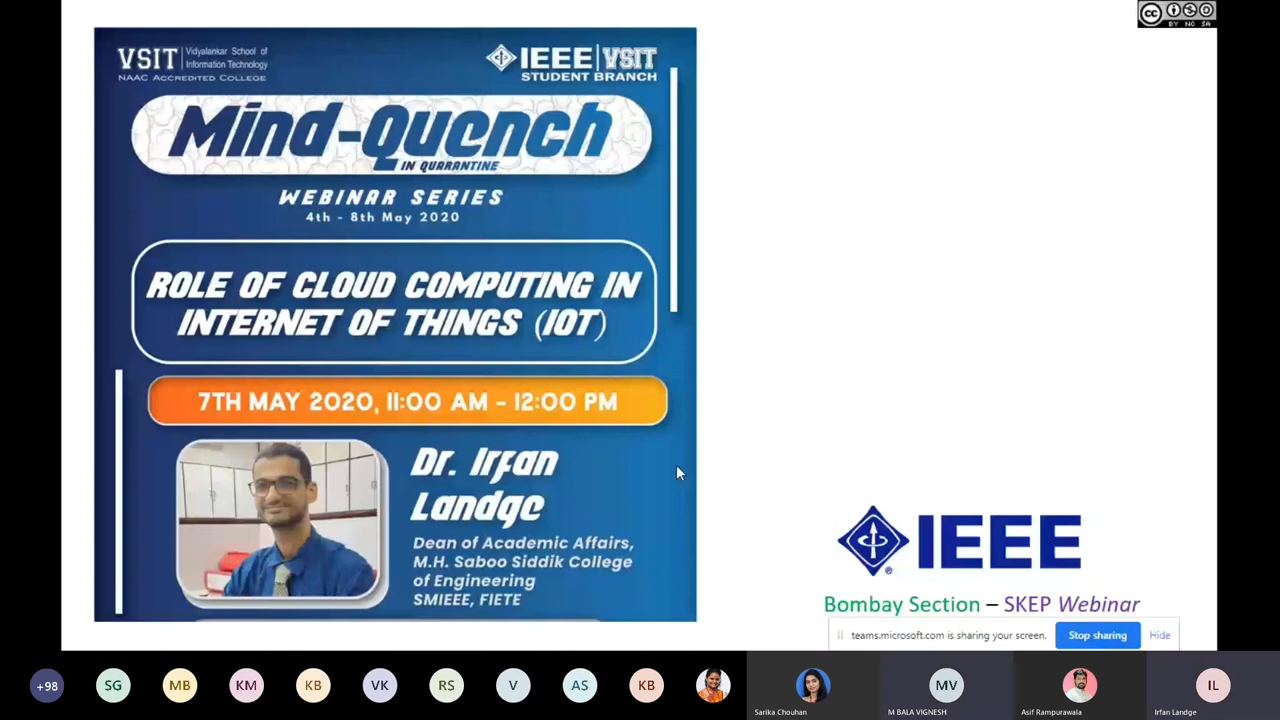 VSIT Vidyalankar School of
Information Technology
NAAC ACCREDITED COLLEGE
IEEE VSIT
STUDENT BRANCH
Mind-Quench
IN QUARANTINE
WEBINAR SERIES
4th - 8th May 2020
ROLE OF CLOUD COMPUTING IN
INTERNET OF THINGS (IOT)
7TH MAY 2020, 11:00 AM - 12:00 PM
Dr. Irfan
Landge
Dean of Academic Affairs,
M.H. Saboo Siddik College
of Engineering
SMIEEE, FIETE
cc
BY NC SA
IEEE
Bombay Section – SKEP Webinar
teams.microsoft.com is sharing your screen. Stop sharing Hide
+98 SG MB KM KB VK RS V AS KB MV IL
Sarika Chouhan M BALA VIGNESH Asif Rampurawala Irfan Landge